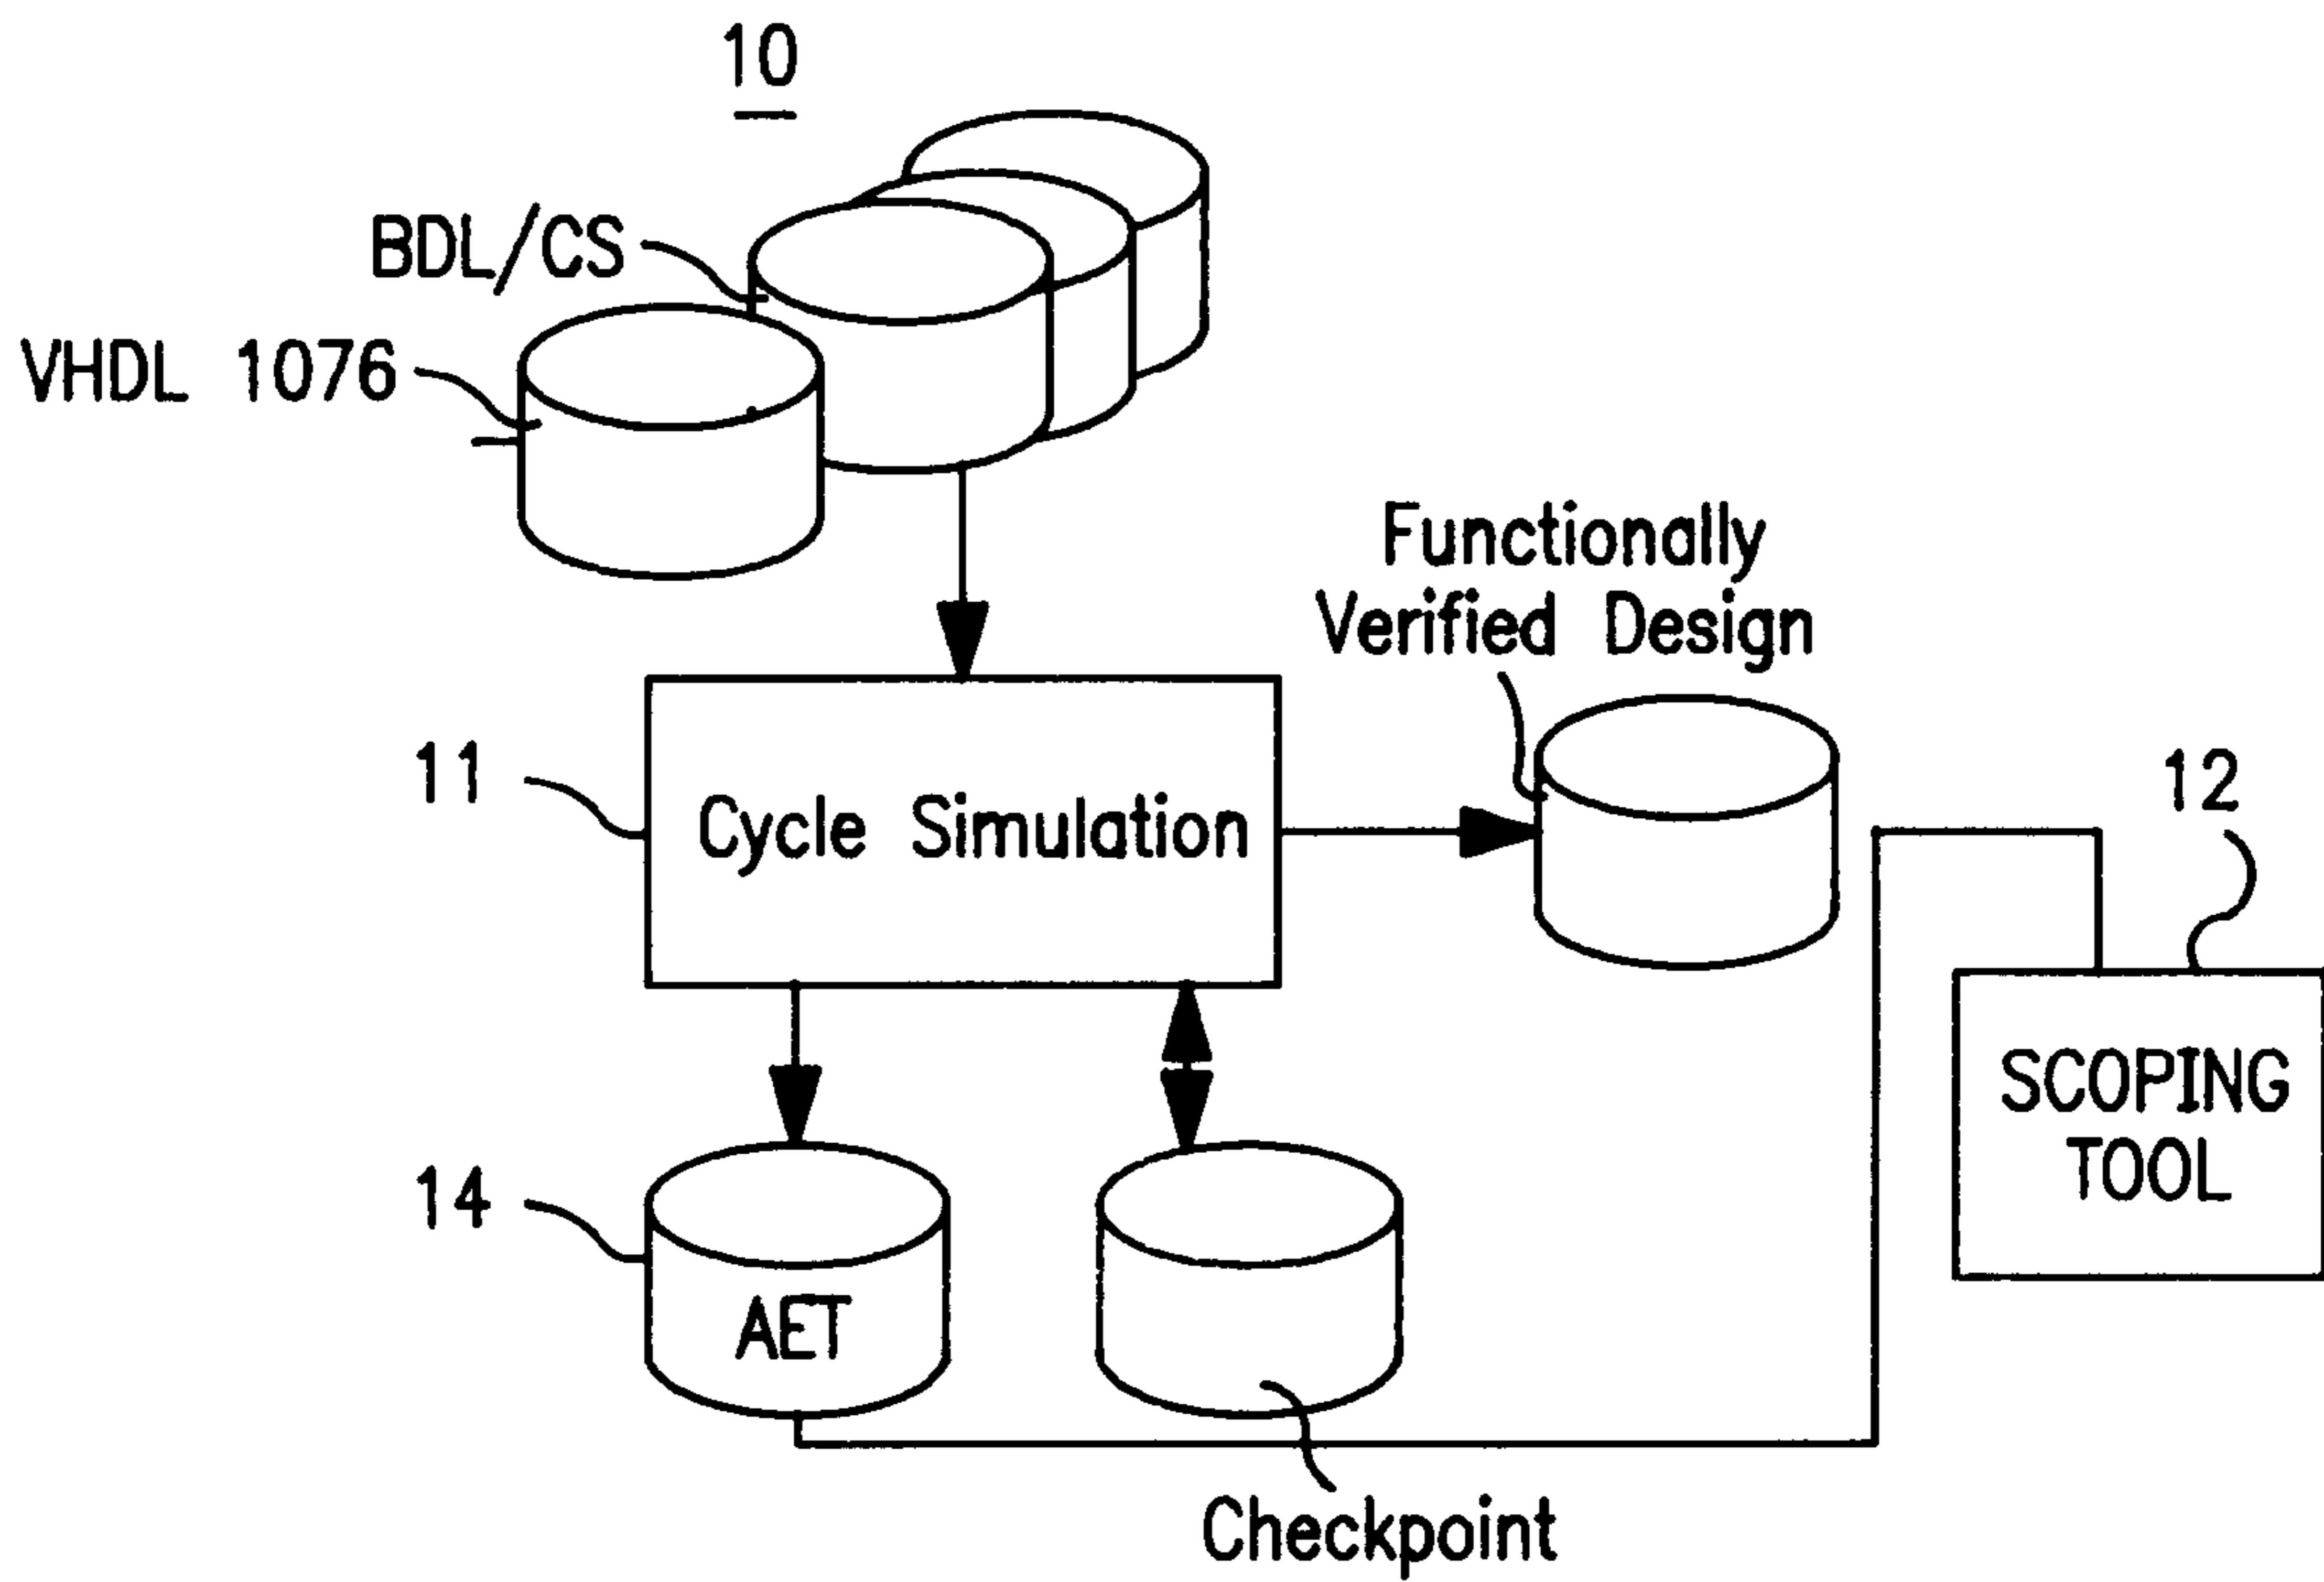 10
BDL/CS
VHDL 1076
Functionally
Verified Design
11
Cycle Simulation
12
SCOPING
TOOL
14
AET
Checkpoint